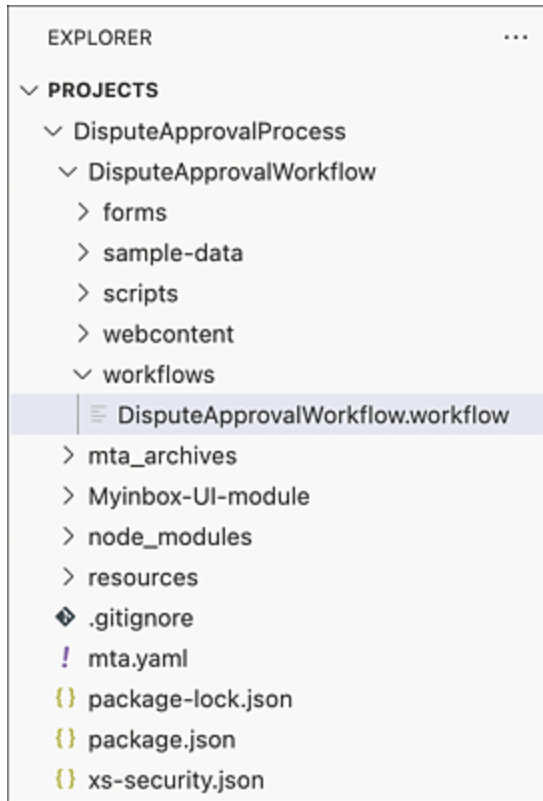 EXPLORER
PROJECTS
DisputeApprovalProcess
DisputeApprovalWorkflow
forms
sample-data
scripts
webcontent
workflows
DisputeApprovalWorkflow.workflow
mta_archives
Myinbox-UI-module
node_modules
resources
.gitignore
mta.yaml
package-lock.json
package.json
xs-security.json